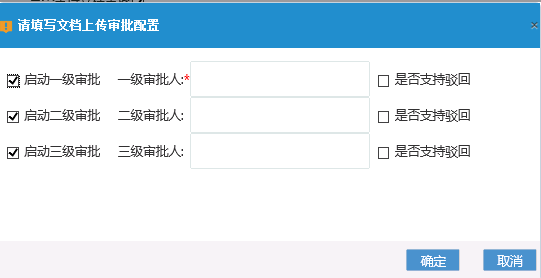 请填写文档上传审批配置
启动一级审批 一级审批人:* 是否支持驳回
启动二级审批 二级审批人: 是否支持驳回
启动三级审批 三级审批人: 是否支持驳回
确定 取消